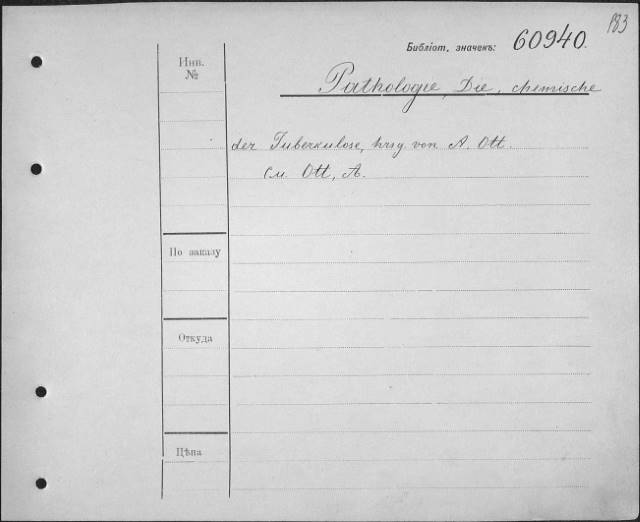 183
Библіот. значекъ: 60940.
Инв.
№
Pathologie, Die, chemische
der Tuberkulose, hrsg. von A. Ott.
См. Ott, A.
По заказу
Откуда
Цѣна